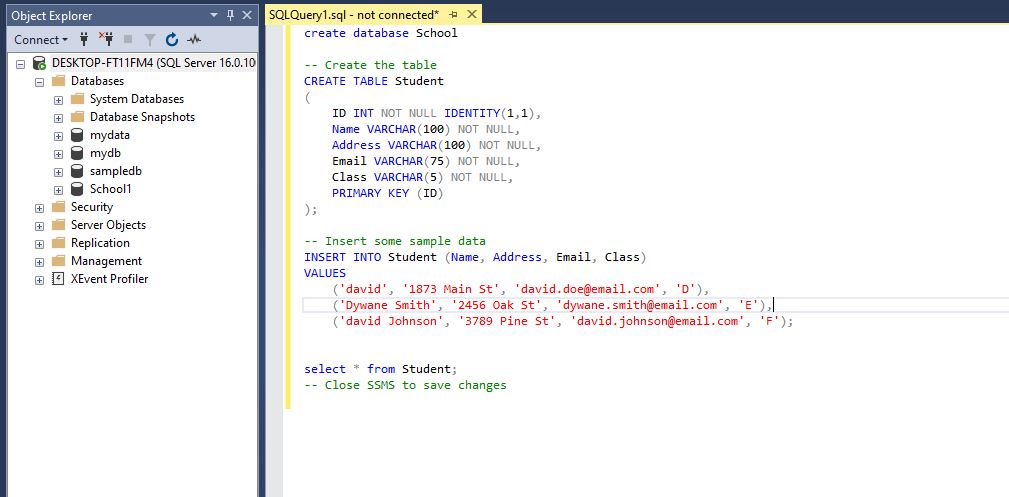 Object Explorer
Connect
DESKTOP-FT11FM4 (SQL Server 16.0.10
Databases
System Databases
Database Snapshots
mydata
mydb
sampledb
School1
Security
Server Objects
Replication
Management
XEvent Profiler
SQLQuery1.sql - not connected*
create database School
-- Create the table
CREATE TABLE Student
(
ID INT NOT NULL IDENTITY(1,1),
Name VARCHAR(100) NOT NULL,
Address VARCHAR(100) NOT NULL,
Email VARCHAR(75) NOT NULL,
Class VARCHAR(5) NOT NULL,
PRIMARY KEY (ID)
);
-- Insert some sample data
INSERT INTO Student (Name, Address, Email, Class)
VALUES
('david', '1873 Main St', 'david.doe@email.com', 'D'),
('Dywane Smith', '2456 Oak St', 'dywane.smith@email.com', 'E'),
('david Johnson', '3789 Pine St', 'david.johnson@email.com', 'F');
select * from Student;
-- Close SSMS to save changes